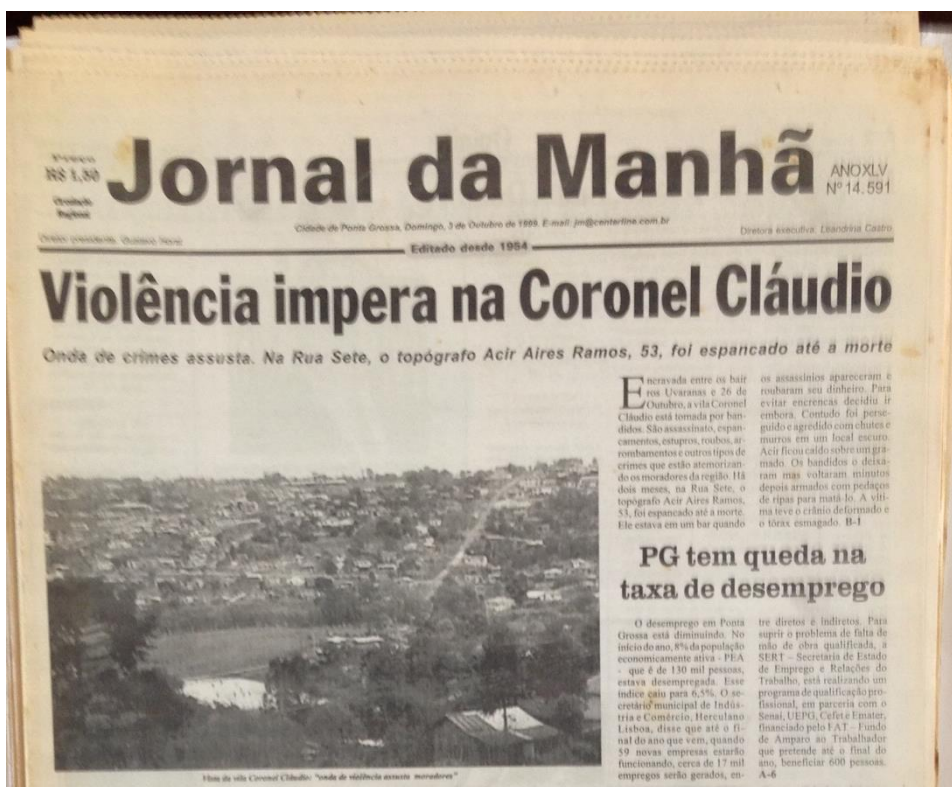 Preço
R$ 1,50
Jornal da Manhã
ANO XLV
Nº 14.591
Cidade de Ponta Grossa, Domingo, 3 de Outubro de 1999. E-mail: jm@centerline.com.br
Diretora executiva: Leandrina Castro
Editado desde 1954
Violência impera na Coronel Cláudio
Onda de crimes assusta. Na Rua Sete, o topógrafo Acir Aires Ramos, 53, foi espancado até a morte
Encravada entre os bair
ros Uvaranas e 26 de
Outubro, a vila Coronel
Cláudio está tomada por ban-
didos. São assassinato, espan-
camentos, estupros, roubos, ar-
rombamentos e outros tipos de
crimes que estão atemorizan-
do os moradores da região. Há
dois meses, na Rua Sete, o
topógrafo Acir Aires Ramos,
53, foi espancado até a morte.
Ele estava em um bar quando
os assassinios apareceram e
roubaram seu dinheiro. Para
evitar encrencas decidiu ir
embora. Contudo foi perse-
guido e agredido com chutes e
murros em um local escuro.
Acir ficou caído sobre um gra-
mado. Os bandidos o deixa-
ram mas voltaram minutos
depois armados com pedaços
de ripas para matá-lo. A víti-
ma teve o crânio deformado e
o tórax esmagado. B-1
PG tem queda na
taxa de desemprego
O desemprego em Ponta
Grossa está diminuindo. No
início do ano, 8% da população
economicamente ativa - PEA
- que é de 130 mil pessoas,
estava desempregada. Esse
índice caiu para 6,5%. O se-
cretário municipal de Indús-
tria e Comércio, Herculano
Lisboa, disse que até o fi-
nal do ano que vem, quando
59 novas empresas estarão
funcionando, cerca de 17 mil
empregos serão gerados, en-
tre diretos e indiretos. Para
suprir o problema de falta de
mão de obra qualificada, a
SERT – Secretaria de Estado
de Emprego e Relações do
Trabalho, está realizando um
programa de qualificação pro-
fissional, em parceria com o
Senai, UEPG, Cefet e Emater,
financiado pelo FAT – Fundo
de Amparo ao Trabalhador
que pretende até o final do
ano, beneficiar 600 pessoas.
A-6
Vista da vila Coronel Cláudio: "onda de violência assusta moradores"